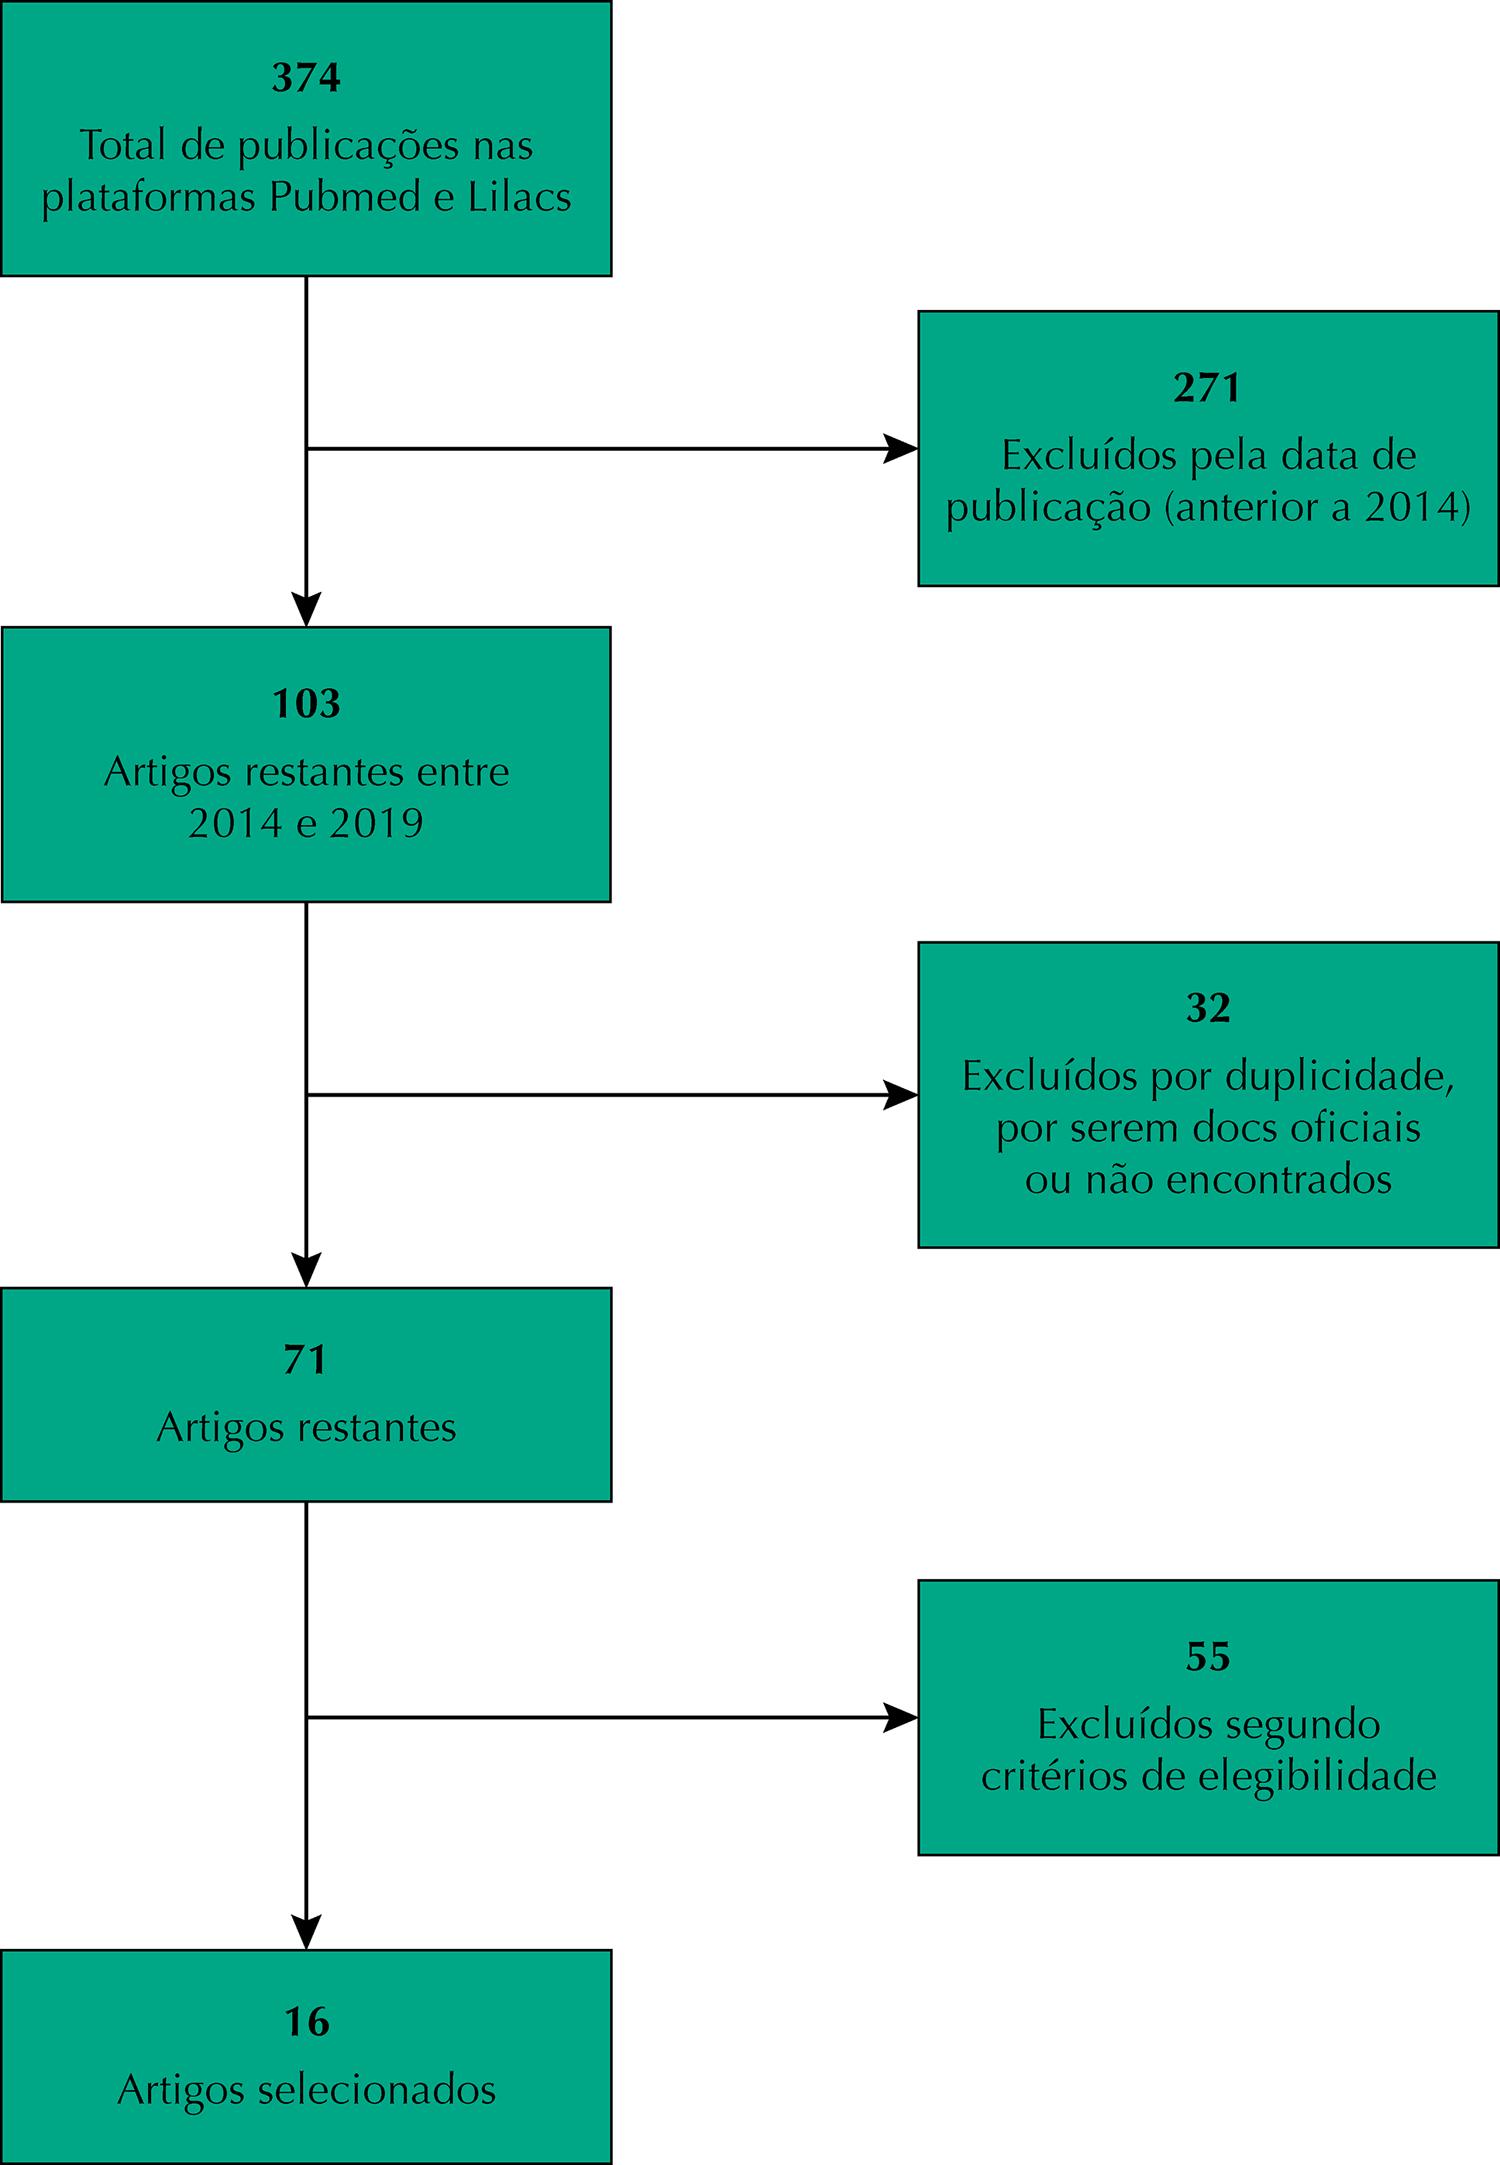 374
Total de publicações nas
plataformas Pubmed e Lilacs
271
Excluídos pela data de
publicação (anterior a 2014)
103
Artigos restantes entre
2014 e 2019
32
Excluídos por duplicidade,
por serem docs oficiais
ou não encontrados
71
Artigos restantes
55
Excluídos segundo
critérios de elegibilidade
16
Artigos selecionados